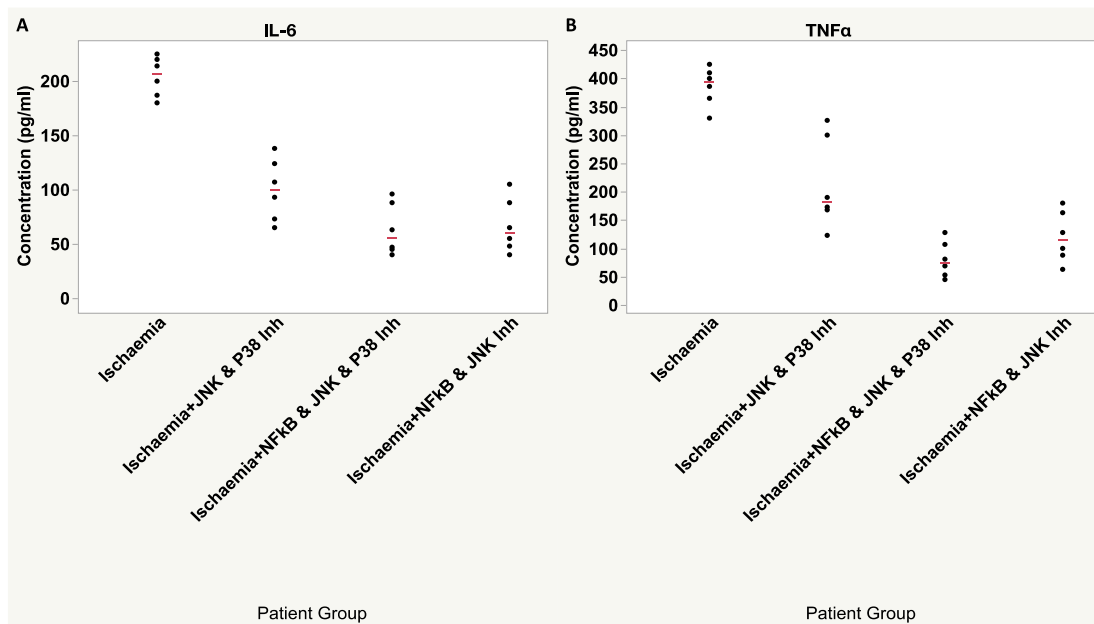 A
IL-6
Concentration (pg/ml)
200
150
100
50
0
Ischaemia
Ischaemia+JNK & P38 Inh
Ischaemia+NFkB & JNK & P38 Inh
Ischaemia+NFkB & JNK Inh
Patient Group
B
TNFα
Concentration (pg/ml)
450
400
350
300
250
200
150
100
50
0
Ischaemia
Ischaemia+JNK & P38 Inh
Ischaemia+NFkB & JNK & P38 Inh
Ischaemia+NFkB & JNK Inh
Patient Group